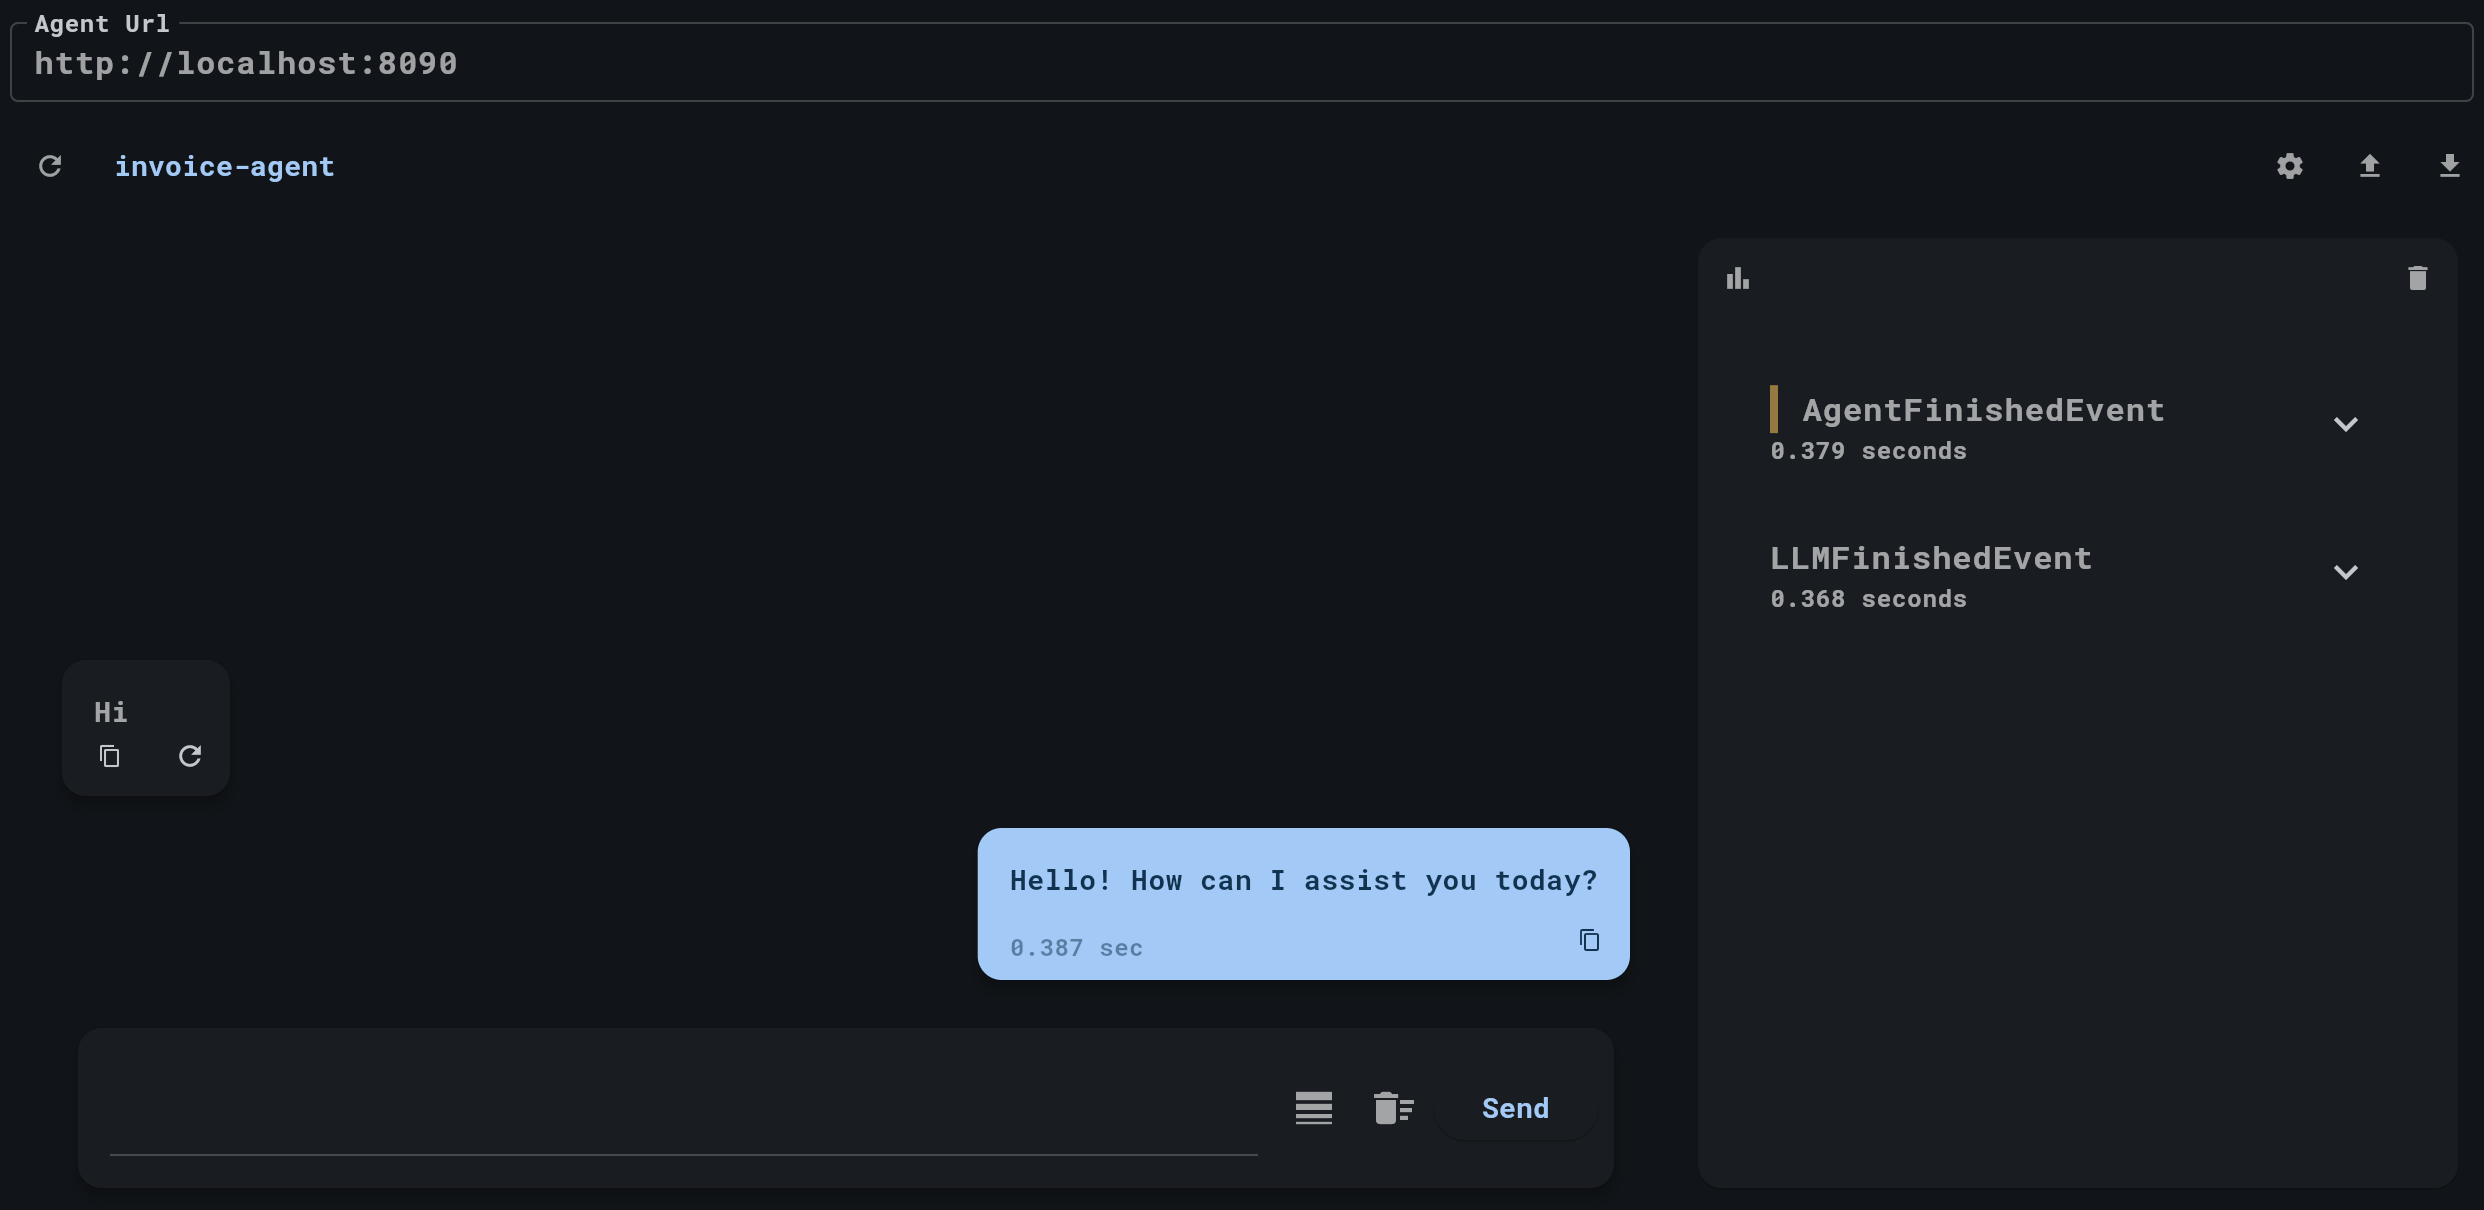 Agent Url
http://localhost:8090
invoice-agent
AgentFinishedEvent
0.379 seconds
LLMFinishedEvent
0.368 seconds
Hi
Hello! How can I assist you today?
0.387 sec
Send